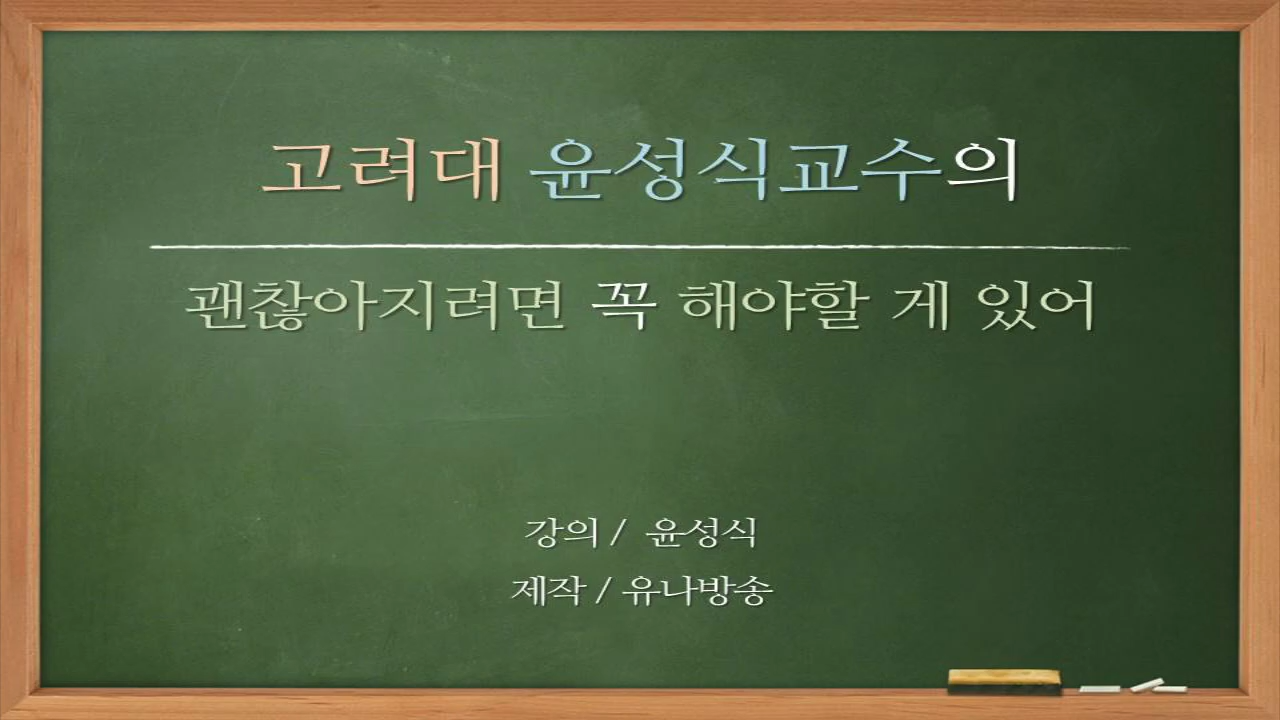 고려대 윤성식교수의
괜찮아지려면 꼭 해야할 게 있어
강의 / 윤성식
제작 / 유나방송